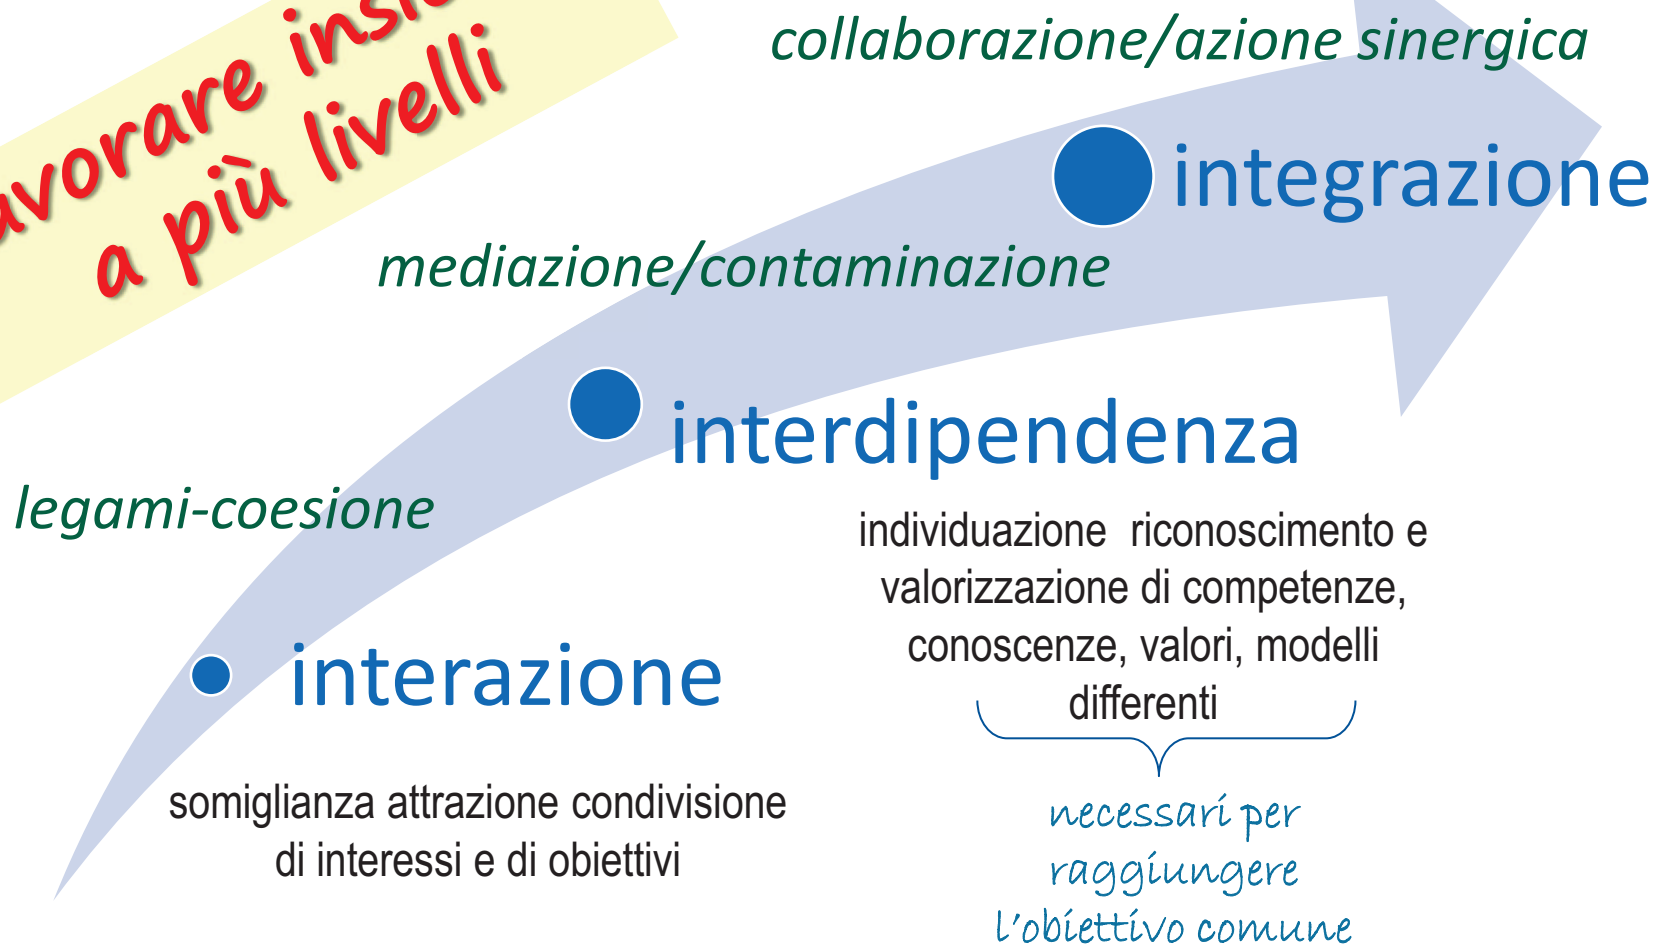 avorare
a più livelli
collaborazione/azione sinergica
integrazione
mediazione/contaminazione
interdipendenza
individuazione riconoscimento e
valorizzazione di competenze,
conoscenze, valori, modelli
differenti
necessari per
raggiungere
l'obiettivo comune
legami-coesione
interazione
somiglianza attrazione condivisione
di interessi e di obiettivi